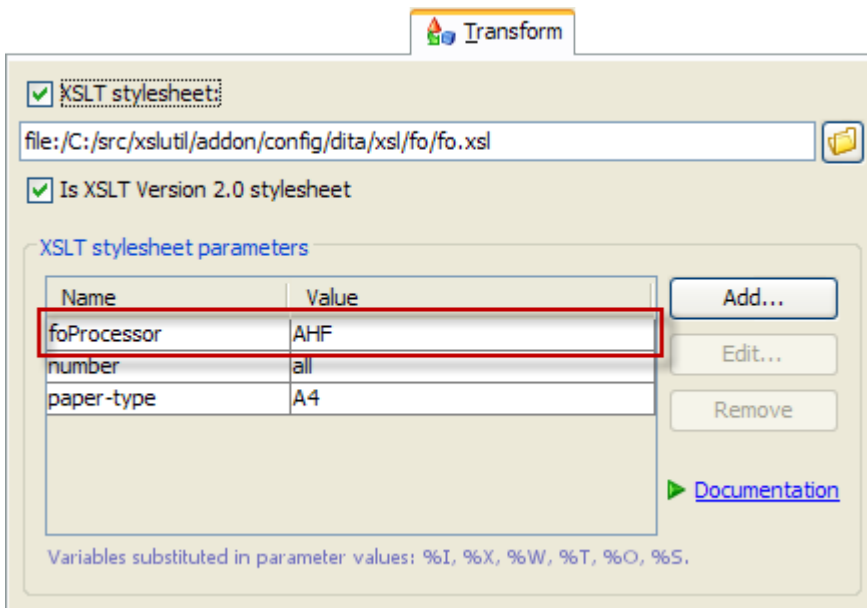 Transform
XSLT stylesheet:
file:/C:/src/xslutil/addon/config/dita/xsl/fo/fo.xsl
Is XSLT Version 2.0 stylesheet
XSLT stylesheet parameters
Name Value Add...
foProcessor AHF
number all Edit...
paper-type A4 Remove
Documentation
Variables substituted in parameter values: %I, %X, %W, %T, %O, %S.